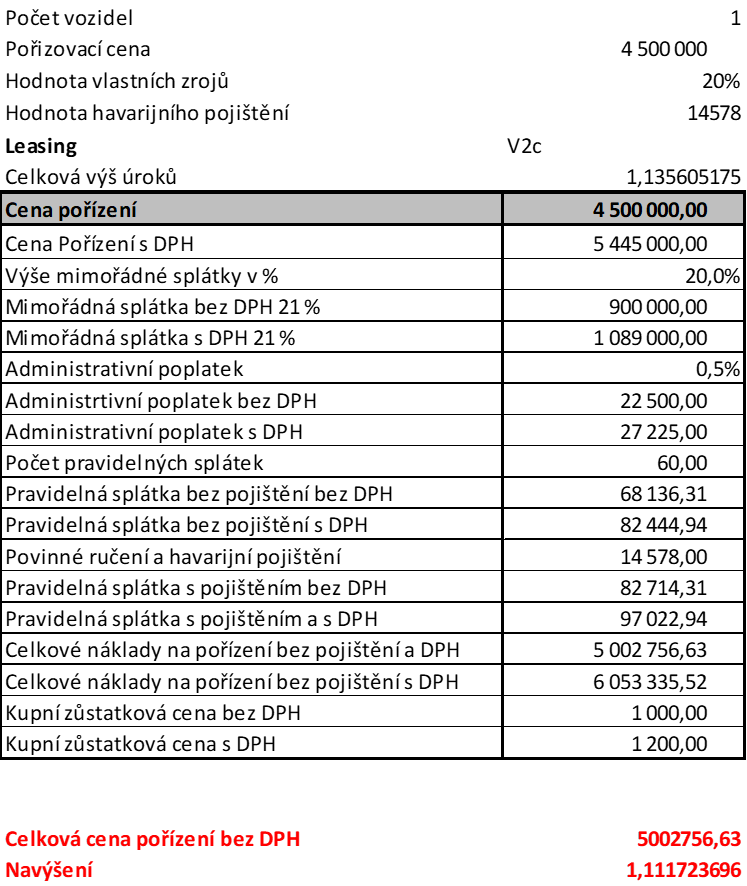 Počet vozidel 1
Pořizovací cena 4 500 000
Hodnota vlastních zrojů 20%
Hodnota havarijního pojištění 14578
Leasing V2c
Celková výš úroků 1,135605175
Cena pořízení 4 500 000,00
Cena Pořízení s DPH 5 445 000,00
Výše mimořádné splátky v % 20,0%
Mimořádná splátka bez DPH 21 % 900 000,00
Mimořádná splátka s DPH 21 % 1 089 000,00
Administrativní poplatek 0,5%
Administrtivní poplatek bez DPH 22 500,00
Administrativní poplatek s DPH 27 225,00
Počet pravidelných splátek 60,00
Pravidelná splátka bez pojištění bez DPH 68 136,31
Pravidelná splátka bez pojištění s DPH 82 444,94
Povinné ručení a havarijní pojištění 14 578,00
Pravidelná splátka s pojištěním bez DPH 82 714,31
Pravidelná splátka s pojištěním a s DPH 97 022,94
Celkové náklady na pořízení bez pojištění a DPH 5 002 756,63
Celkové náklady na pořízení bez pojištění s DPH 6 053 335,52
Kupní zůstatková cena bez DPH 1 000,00
Kupní zůstatková cena s DPH 1 200,00
Celková cena pořízení bez DPH 5002756,63
Navýšení 1,111723696